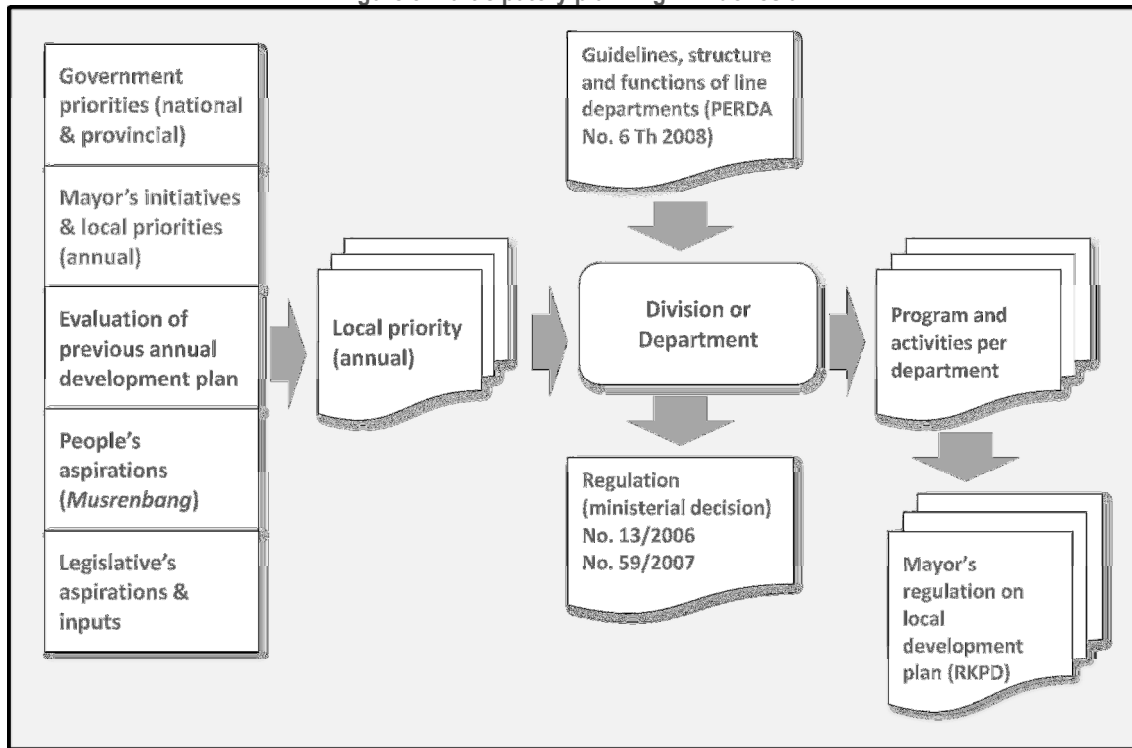 Government
priorities (national
& provincial)
Mayor's initiatives
& local priorities
(annual)
Evaluation of
previous annual
development plan
People's
aspirations
(Musrenbang)
Legislative's
aspirations &
inputs
Local priority
(annual)
Guidelines, structure
and functions of line
departments (PERDA
No. 6 Th 2008)
Division or
Department
Regulation
(ministerial decision)
No. 13/2006
No. 59/2007
Program and
activities per
department
Mayor's
regulation on
local
development
plan (RKPD)